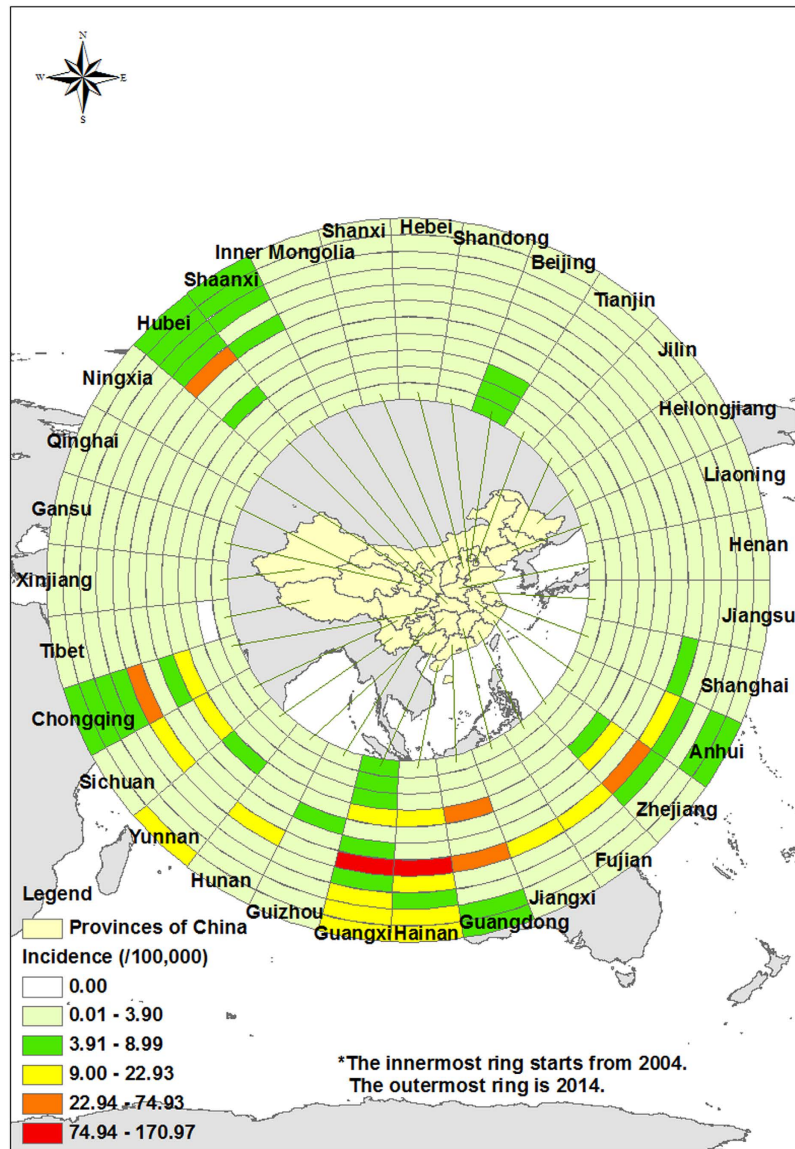 N
W E
S
Hebei
Shanxi
Shandong
Inner Mongolia
Beijing
Shaanxi
Tianjin
Hubei
Jilin
Ningxia
Heilongjiang
Qinghai
Liaoning
Gansu
Henan
Xinjiang
Jiangsu
Tibet
Shanghai
Chongqing
Anhui
Sichuan
Zhejiang
Yunnan
Fujian
Hunan
Jiangxi
Guizhou
Guangdong
Guangxi
Hainan
Legend
Provinces of China
Incidence (/100,000)
0.00
0.01 - 3.90
3.91 - 8.99
9.00 - 22.93
22.94 - 74.93
74.94 - 170.97
*The innermost ring starts from 2004.
The outermost ring is 2014.